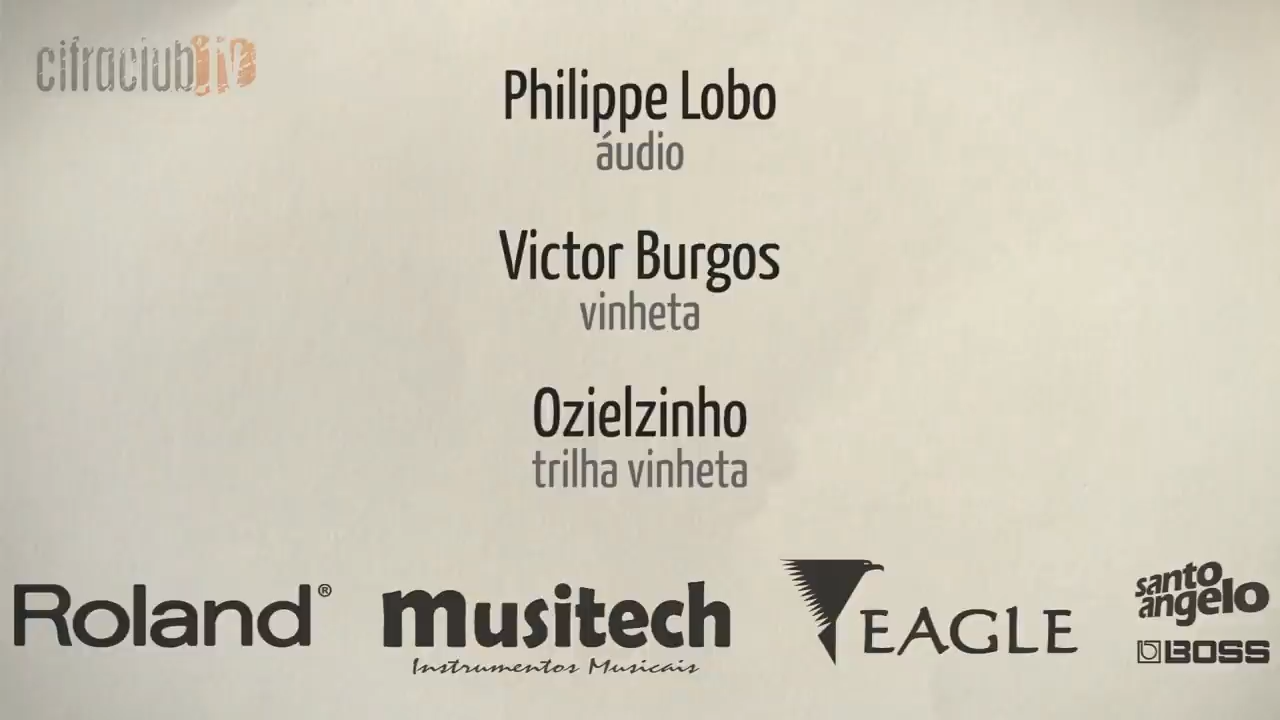 cifraclub tv
Philippe Lobo
áudio
Victor Burgos
vinheta
Ozielzinho
trilha vinheta
Roland®
musitech
Instrumentos Musicais
EAGLE
santo
angelo
BOSS